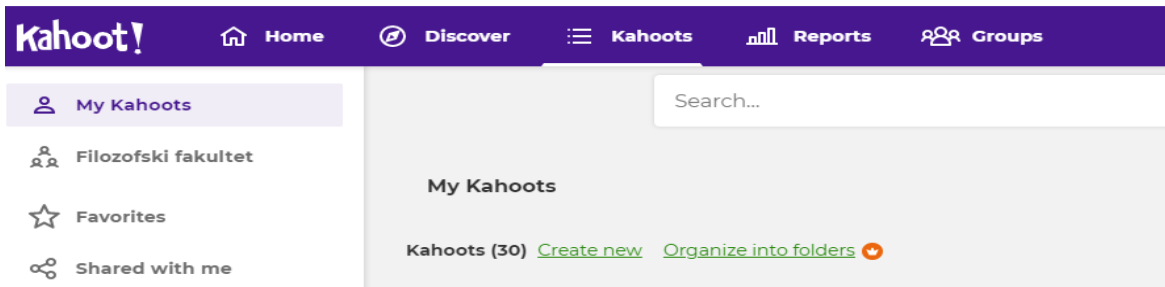 Kahoot! Home Discover Kahoots Reports Groups
My Kahoots
Filozofski fakultet
Favorites
Shared with me
Search...
My Kahoots
Kahoots (30) Create new Organize into folders